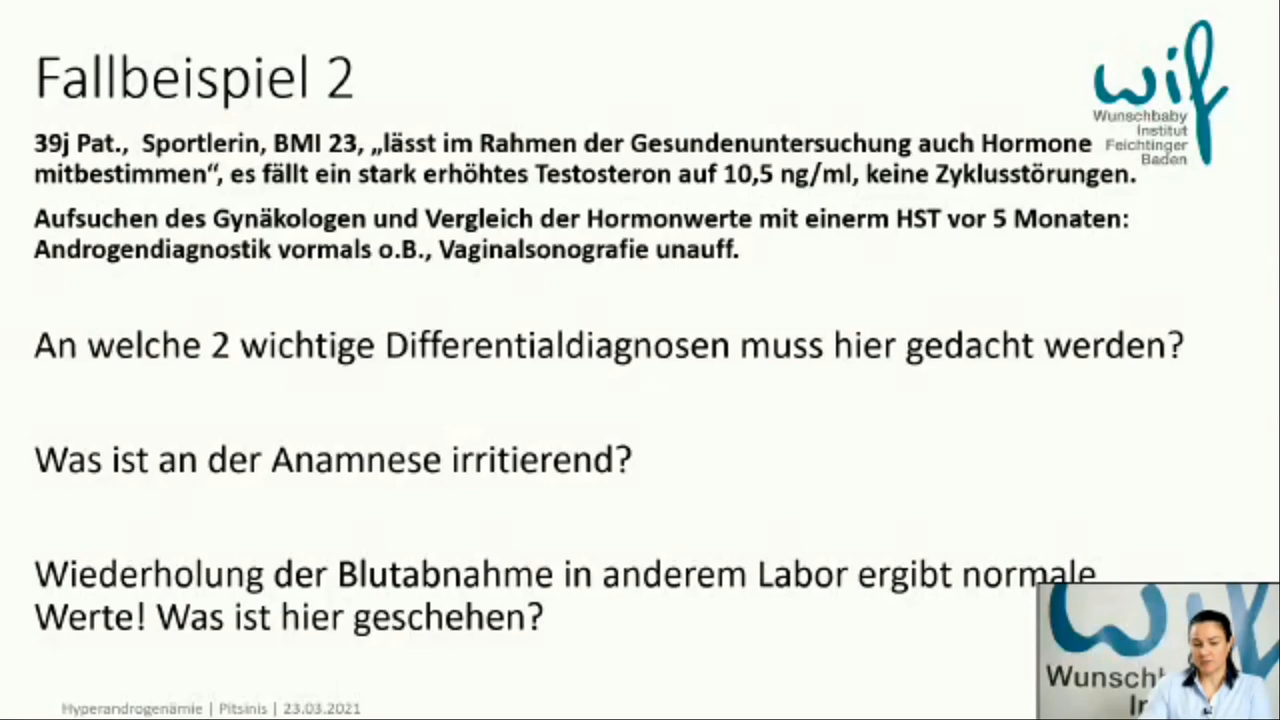 Fallbeispiel 2
wif
Wunschbaby
Institut
Feichtinger
Baden
39j Pat., Sportlerin, BMI 23, „lässt im Rahmen der Gesundenuntersuchung auch Hormone
mitbestimmen“, es fällt ein stark erhöhtes Testosteron auf 10,5 ng/ml, keine Zyklusstörungen.
Aufsuchen des Gynäkologen und Vergleich der Hormonwerte mit einerm HST vor 5 Monaten:
Androgendiagnostik vormals o.B., Vaginalsonografie unauff.
An welche 2 wichtige Differentialdiagnosen muss hier gedacht werden?
Was ist an der Anamnese irritierend?
Wiederholung der Blutabnahme in anderem Labor ergibt normale
Werte! Was ist hier geschehen?
Hyperandrogenämie | Pitsinis | 23.03.2021